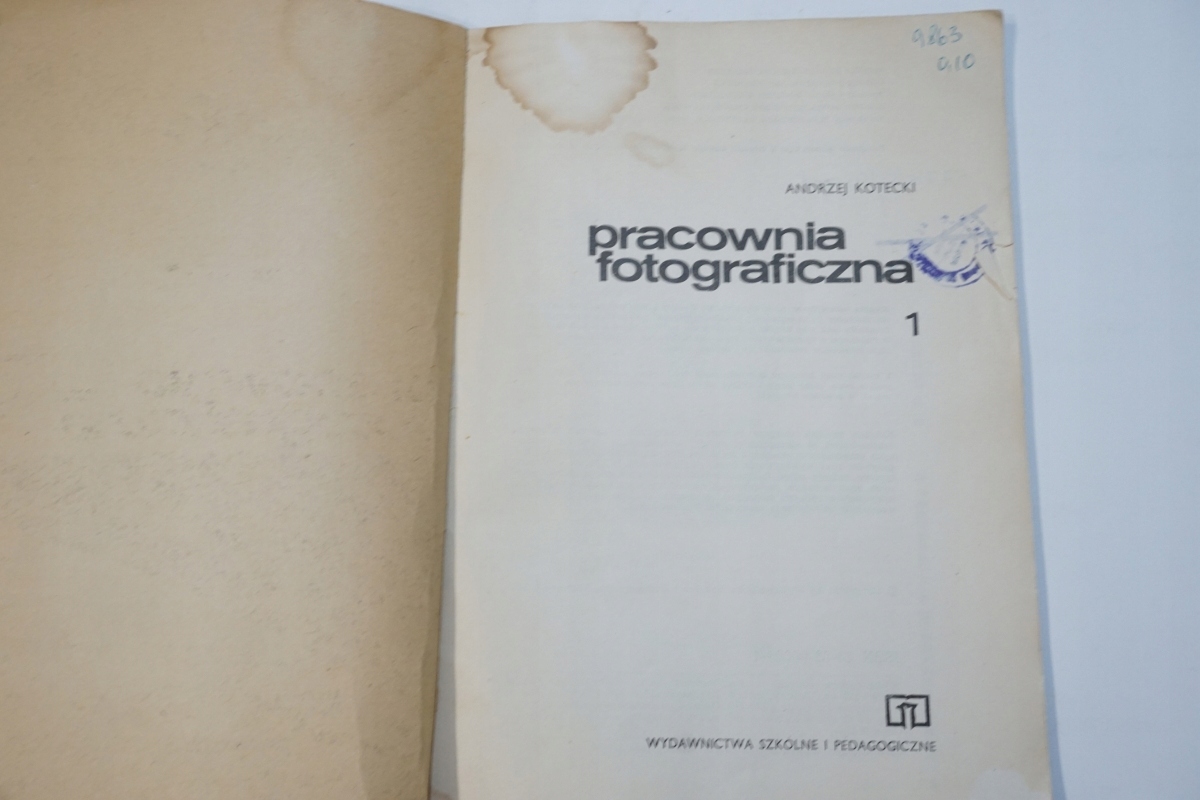 9863
0,10
ANDRZEJ KOTECKI
pracownia
fotograficzna
1
WYDAWNICTWA SZKOLNE I PEDAGOGICZNE